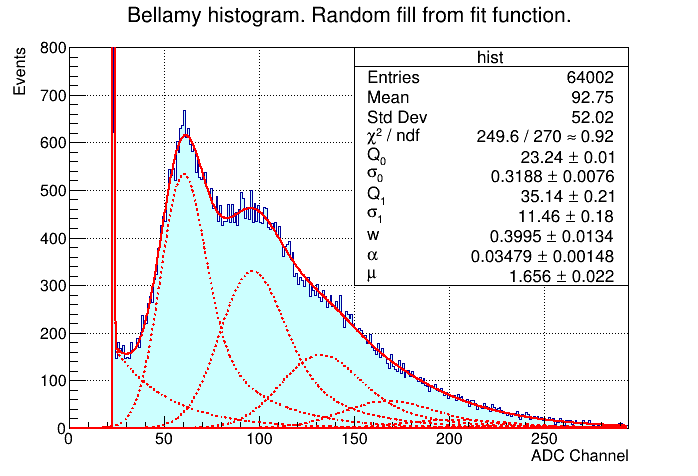 Bellamy histogram. Random fill from fit function.
Events
800
700
600
500
400
300
200
100
0
0 50 100 150 200 250
ADC Channel
hist
Entries 64002
Mean 92.75
Std Dev 52.02
χ² / ndf 249.6 / 270 ≈ 0.92
Q₀ 23.24 ± 0.01
σ₀ 0.3188 ± 0.0076
Q₁ 35.14 ± 0.21
σ₁ 11.46 ± 0.18
w 0.3995 ± 0.0134
α 0.03479 ± 0.00148
μ 1.656 ± 0.022